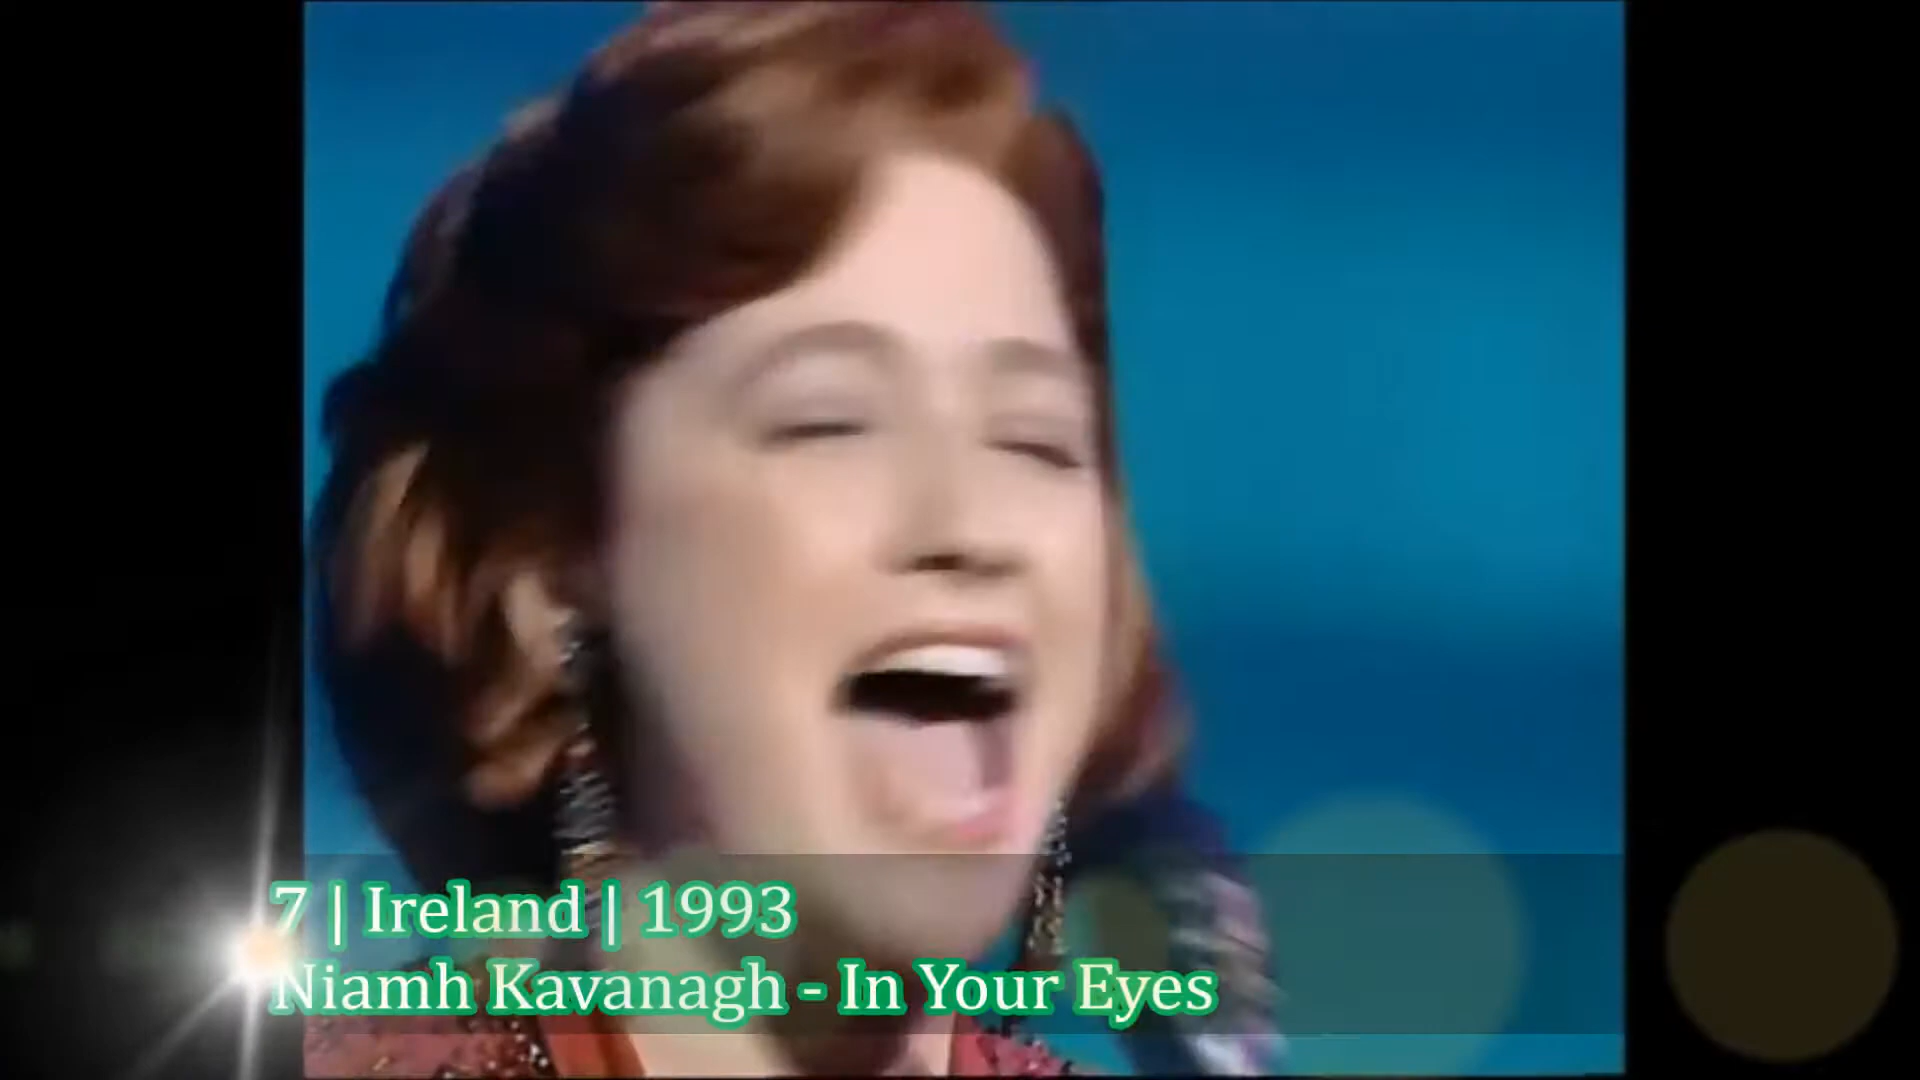 7 | Ireland | 1993
Niamh Kavanagh - In Your Eyes